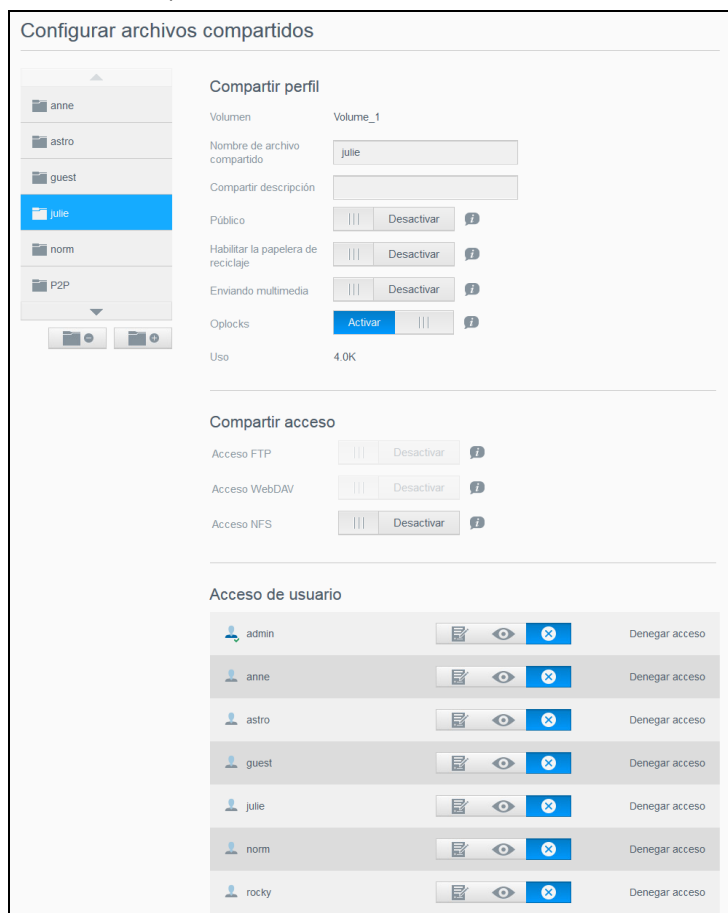 Configurar archivos compartidos
anne
astro
guest
julie
norm
P2P
Compartir perfil
Volumen Volume_1
Nombre de archivo
compartido
julie
Compartir descripción
Público Desactivar
Habilitar la papelera de
reciclaje
Desactivar
Enviando multimedia Desactivar
Oplocks Activar
Uso 4.0K
Compartir acceso
Acceso FTP Desactivar
Acceso WebDAV Desactivar
Acceso NFS Desactivar
Acceso de usuario
admin Denegar acceso
anne Denegar acceso
astro Denegar acceso
guest Denegar acceso
julie Denegar acceso
norm Denegar acceso
rocky Denegar acceso